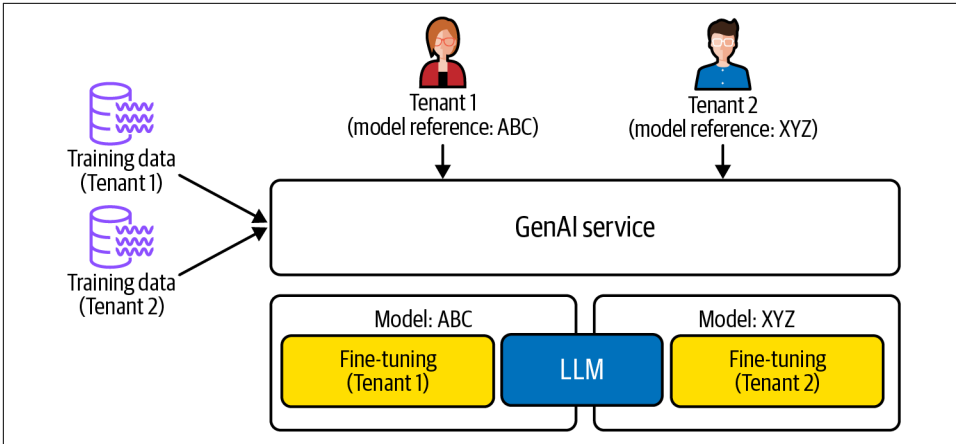 Tenant 1
(model reference: ABC)
Tenant 2
(model reference: XYZ)
Training data
(Tenant 1)
Training data
(Tenant 2)
GenAI service
Model: ABC
Fine-tuning
(Tenant 1)
LLM
Model: XYZ
Fine-tuning
(Tenant 2)